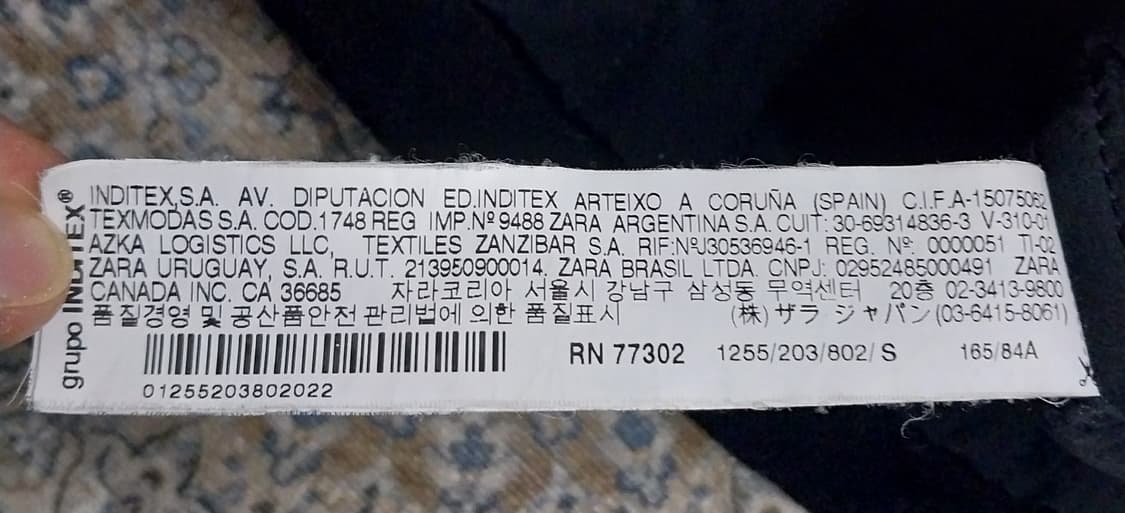 grupo INDITEX®
INDITEX,S.A. AV. DIPUTACION ED.INDITEX ARTEIXO A CORUÑA (SPAIN) C.I.F.A-15075062
TEXMODAS S.A. COD.1748 REG IMP.Nº 9488 ZARA ARGENTINA S.A. CUIT: 30-69314836-3 V-310-01
AZKA LOGISTICS LLC, TEXTILES ZANZIBAR S.A. RIF:NºJ30536946-1 REG. Nº: 0000051 TI-02
ZARA URUGUAY, S.A. R.U.T. 213950900014. ZARA BRASIL LTDA. CNPJ: 02952485000491 ZARA
CANADA INC. CA 36685 자라코리아 서울시 강남구 삼성동 무역센터 20층 02-3413-9800
품질경영 및 공산품안전 관리법에 의한 품질표시 (株) ザラ ジャパン (03-6415-8061)
RN 77302 1255/203/802/ S 165/84A
01255203802022